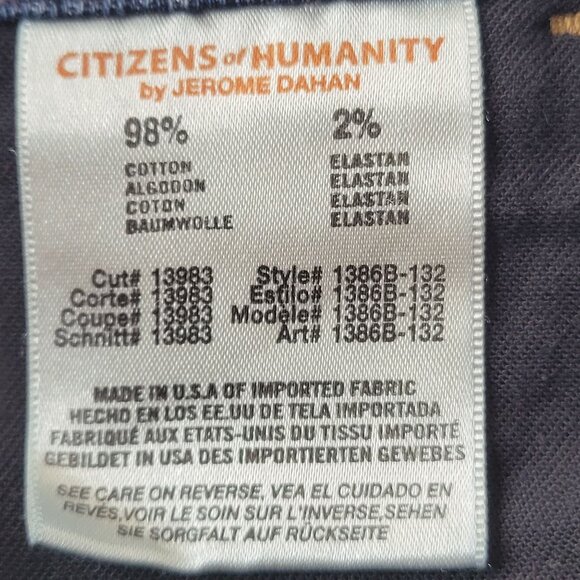 CITIZENS of HUMANITY
by JEROME DAHAN
98% 2%
COTTON ELASTAN
ALGODON ELASTAN
COTON ELASTAN
BAUMWOLLE ELASTAN
Cut# 13983 Style# 1386B-132
Corte# 13983 Estilo# 1386B-132
Coupe# 13983 Modèle# 1386B-132
Schnitt# 13983 Art# 1386B-132
MADE IN U.S.A OF IMPORTED FABRIC
HECHO EN LOS EE.UU DE TELA IMPORTADA
FABRIQUÉ AUX ETATS-UNIS DU TISSU IMPORTÉ
GEBILDET IN USA DES IMPORTIERTEN GEWEBES
SEE CARE ON REVERSE, VEA EL CUIDADO EN
REVÉS,VOIR LE SOIN SUR L'INVERSE,SEHEN
SIE SORGFALT AUF RÜCKSEITE